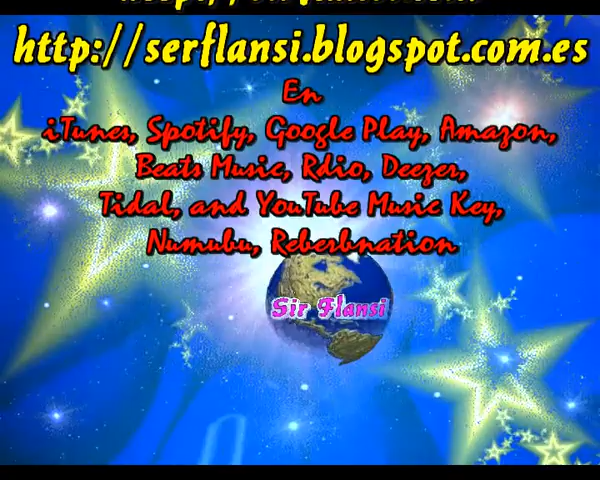 http://serflansi.blogspot.com.es
En
iTunes, Spotify, Google Play, Amazon,
Beats Music, Rdio, Deezer,
Tidal, and YouTube Music Key,
Numubu, Reberbnation
Sir Flansi